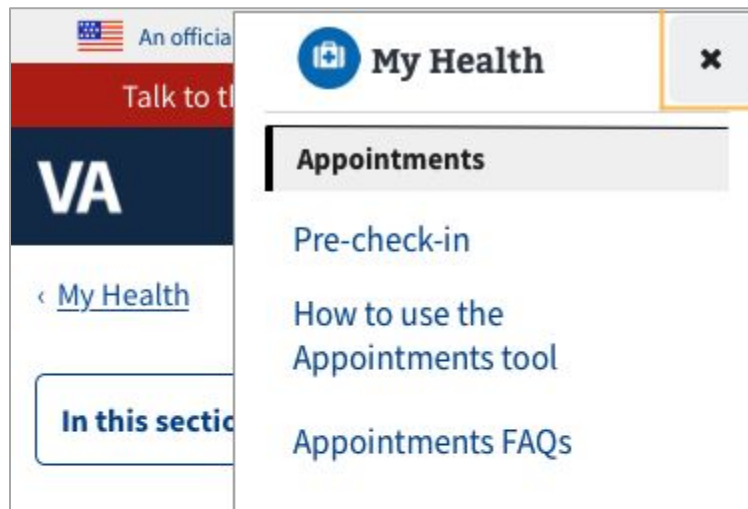 An officia
Talk to t
VA
‹ My Health
In this sectio
My Health
×
Appointments
Pre-check-in
How to use the
Appointments tool
Appointments FAQs